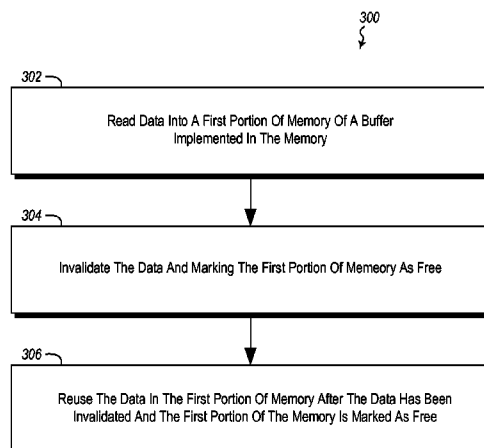 300
302
Read Data Into A First Portion Of Memory Of A Buffer
Implemented In The Memory
304
Invalidate The Data And Marking The First Portion Of Memeory As Free
306
Reuse The Data In The First Portion Of Memory After The Data Has Been
Invalidated And The First Portion Of The Memory Is Marked As Free